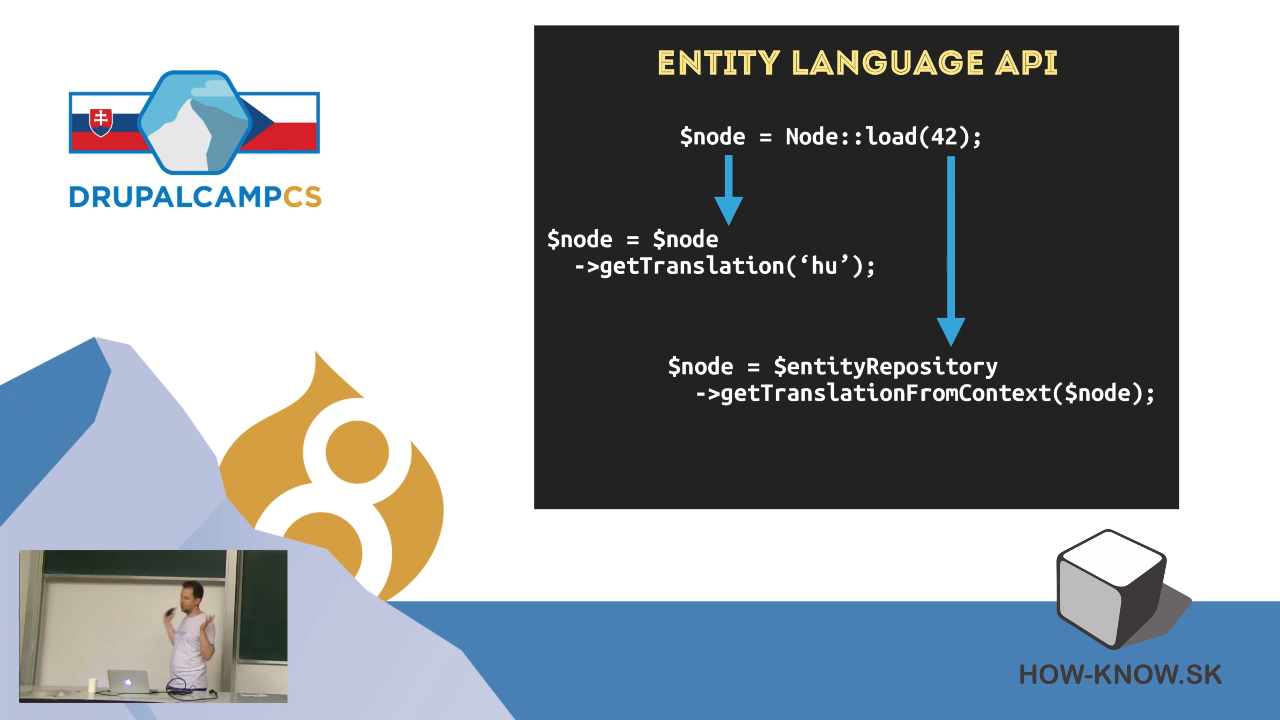 DRUPALCAMPCS
ENTITY LANGUAGE API
$node = Node::load(42);
$node = $node
->getTranslation(‘hu’);
$node = $entityRepository
->getTranslationFromContext($node);
HOW-KNOW.SK